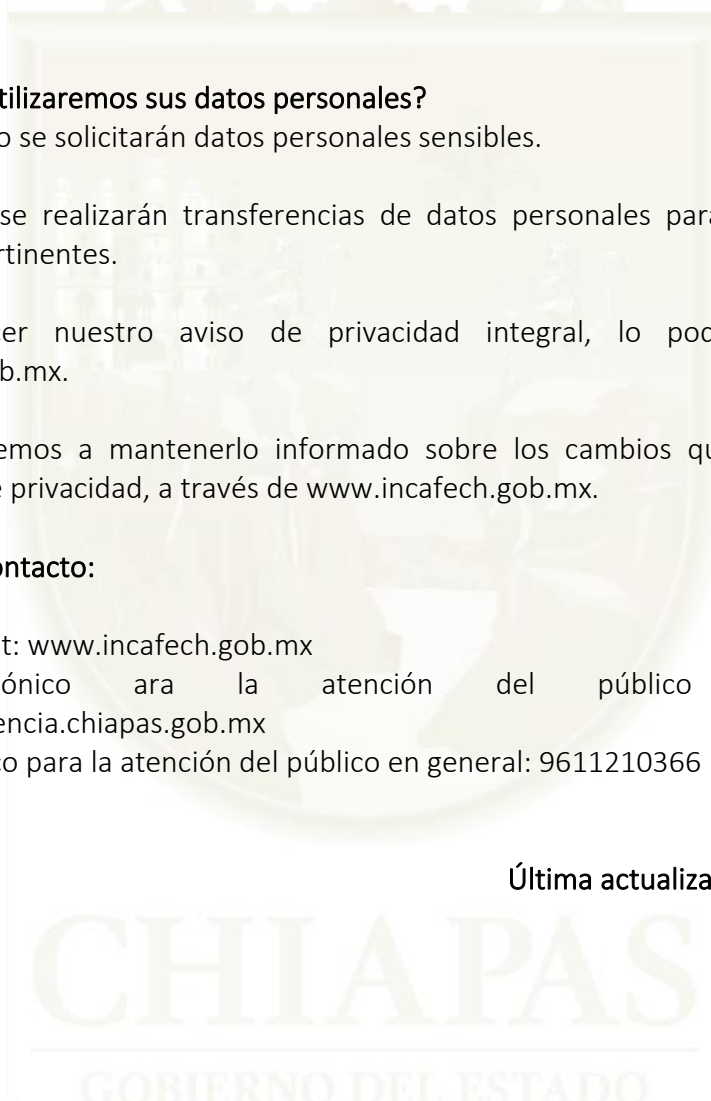 tilizaremos sus datos personales?
o se solicitarán datos personales sensibles.
se realizarán transferencias de datos personales para
rtinentes.
er nuestro aviso de privacidad integral, lo pod
b.mx.
emos a mantenerlo informado sobre los cambios qu
e privacidad, a través de www.incafech.gob.mx.
ontacto:
t: www.incafech.gob.mx
ónico ara la atención del público
encia.chiapas.gob.mx
co para la atención del público en general: 9611210366
Última actualiza
CHIAPAS
GOBIERNO DEL ESTADO